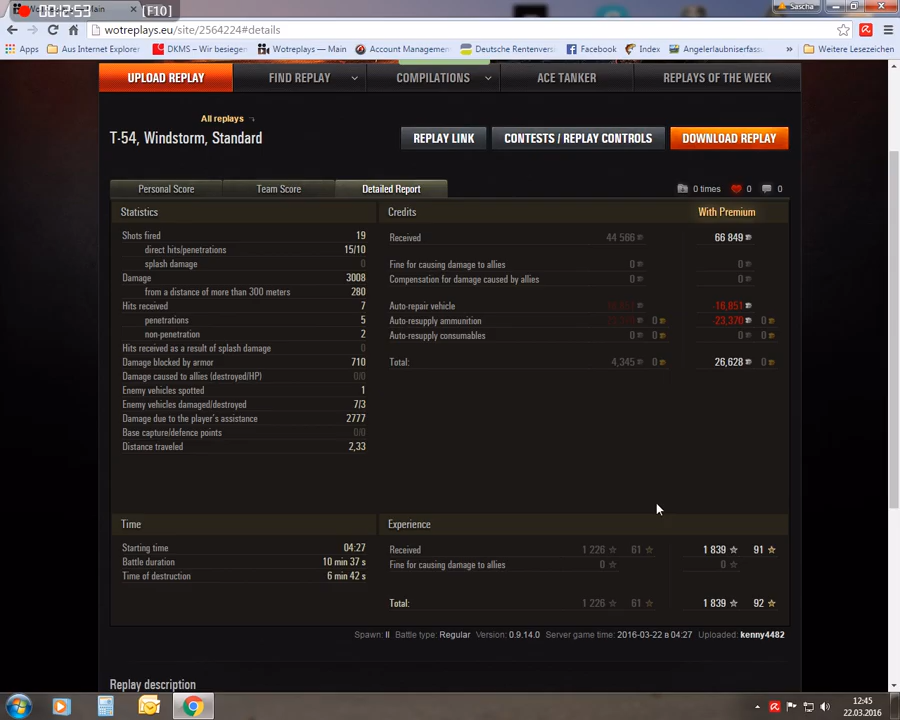 00:12:53 [F10]
Sascha
wotreplays.eu/site/2564224#details
Apps Aus Internet Explorer DKMS – Wir besiegen Wotreplays — Main Account Management Deutsche Rentenver Facebook Index Angelerlaubniserfass » Weitere Lesezeichen
UPLOAD REPLAY FIND REPLAY COMPILATIONS ACE TANKER REPLAYS OF THE WEEK
All replays
T-54, Windstorm, Standard REPLAY LINK CONTESTS / REPLAY CONTROLS DOWNLOAD REPLAY
Personal Score Team Score Detailed Report 0 times 0 0
Statistics
Shots fired 19
direct hits/penetrations 15/10
splash damage 0
Damage 3008
from a distance of more than 300 meters 280
Hits received 7
penetrations 5
non-penetration 2
Hits received as a result of splash damage 0
Damage blocked by armor 710
Damage caused to allies (destroyed/HP) 0/0
Enemy vehicles spotted 1
Enemy vehicles damaged/destroyed 7/3
Damage due to the player's assistance 2777
Base capture/defence points 0/0
Distance traveled 2,33
Credits With Premium
Received 44 566 66 849
Fine for causing damage to allies 0 0
Compensation for damage caused by allies 0 0
Auto-repair vehicle -16,851
Auto-resupply ammunition 0 -23,370 0
Auto-resupply consumables 0 0 0 0
Total: 4,345 0 26,628 0
Time
Starting time 04:27
Battle duration 10 min 37 s
Time of destruction 6 min 42 s
Experience
Received 1 226 61 1 839 91
Fine for causing damage to allies 0 0
Total: 1 226 61 1 839 92
Spawn: II Battle type: Regular Version: 0.9.14.0 Server game time: 2016-03-22 в 04:27 Uploaded: kenny4482
Replay description
12:45
22.03.2016